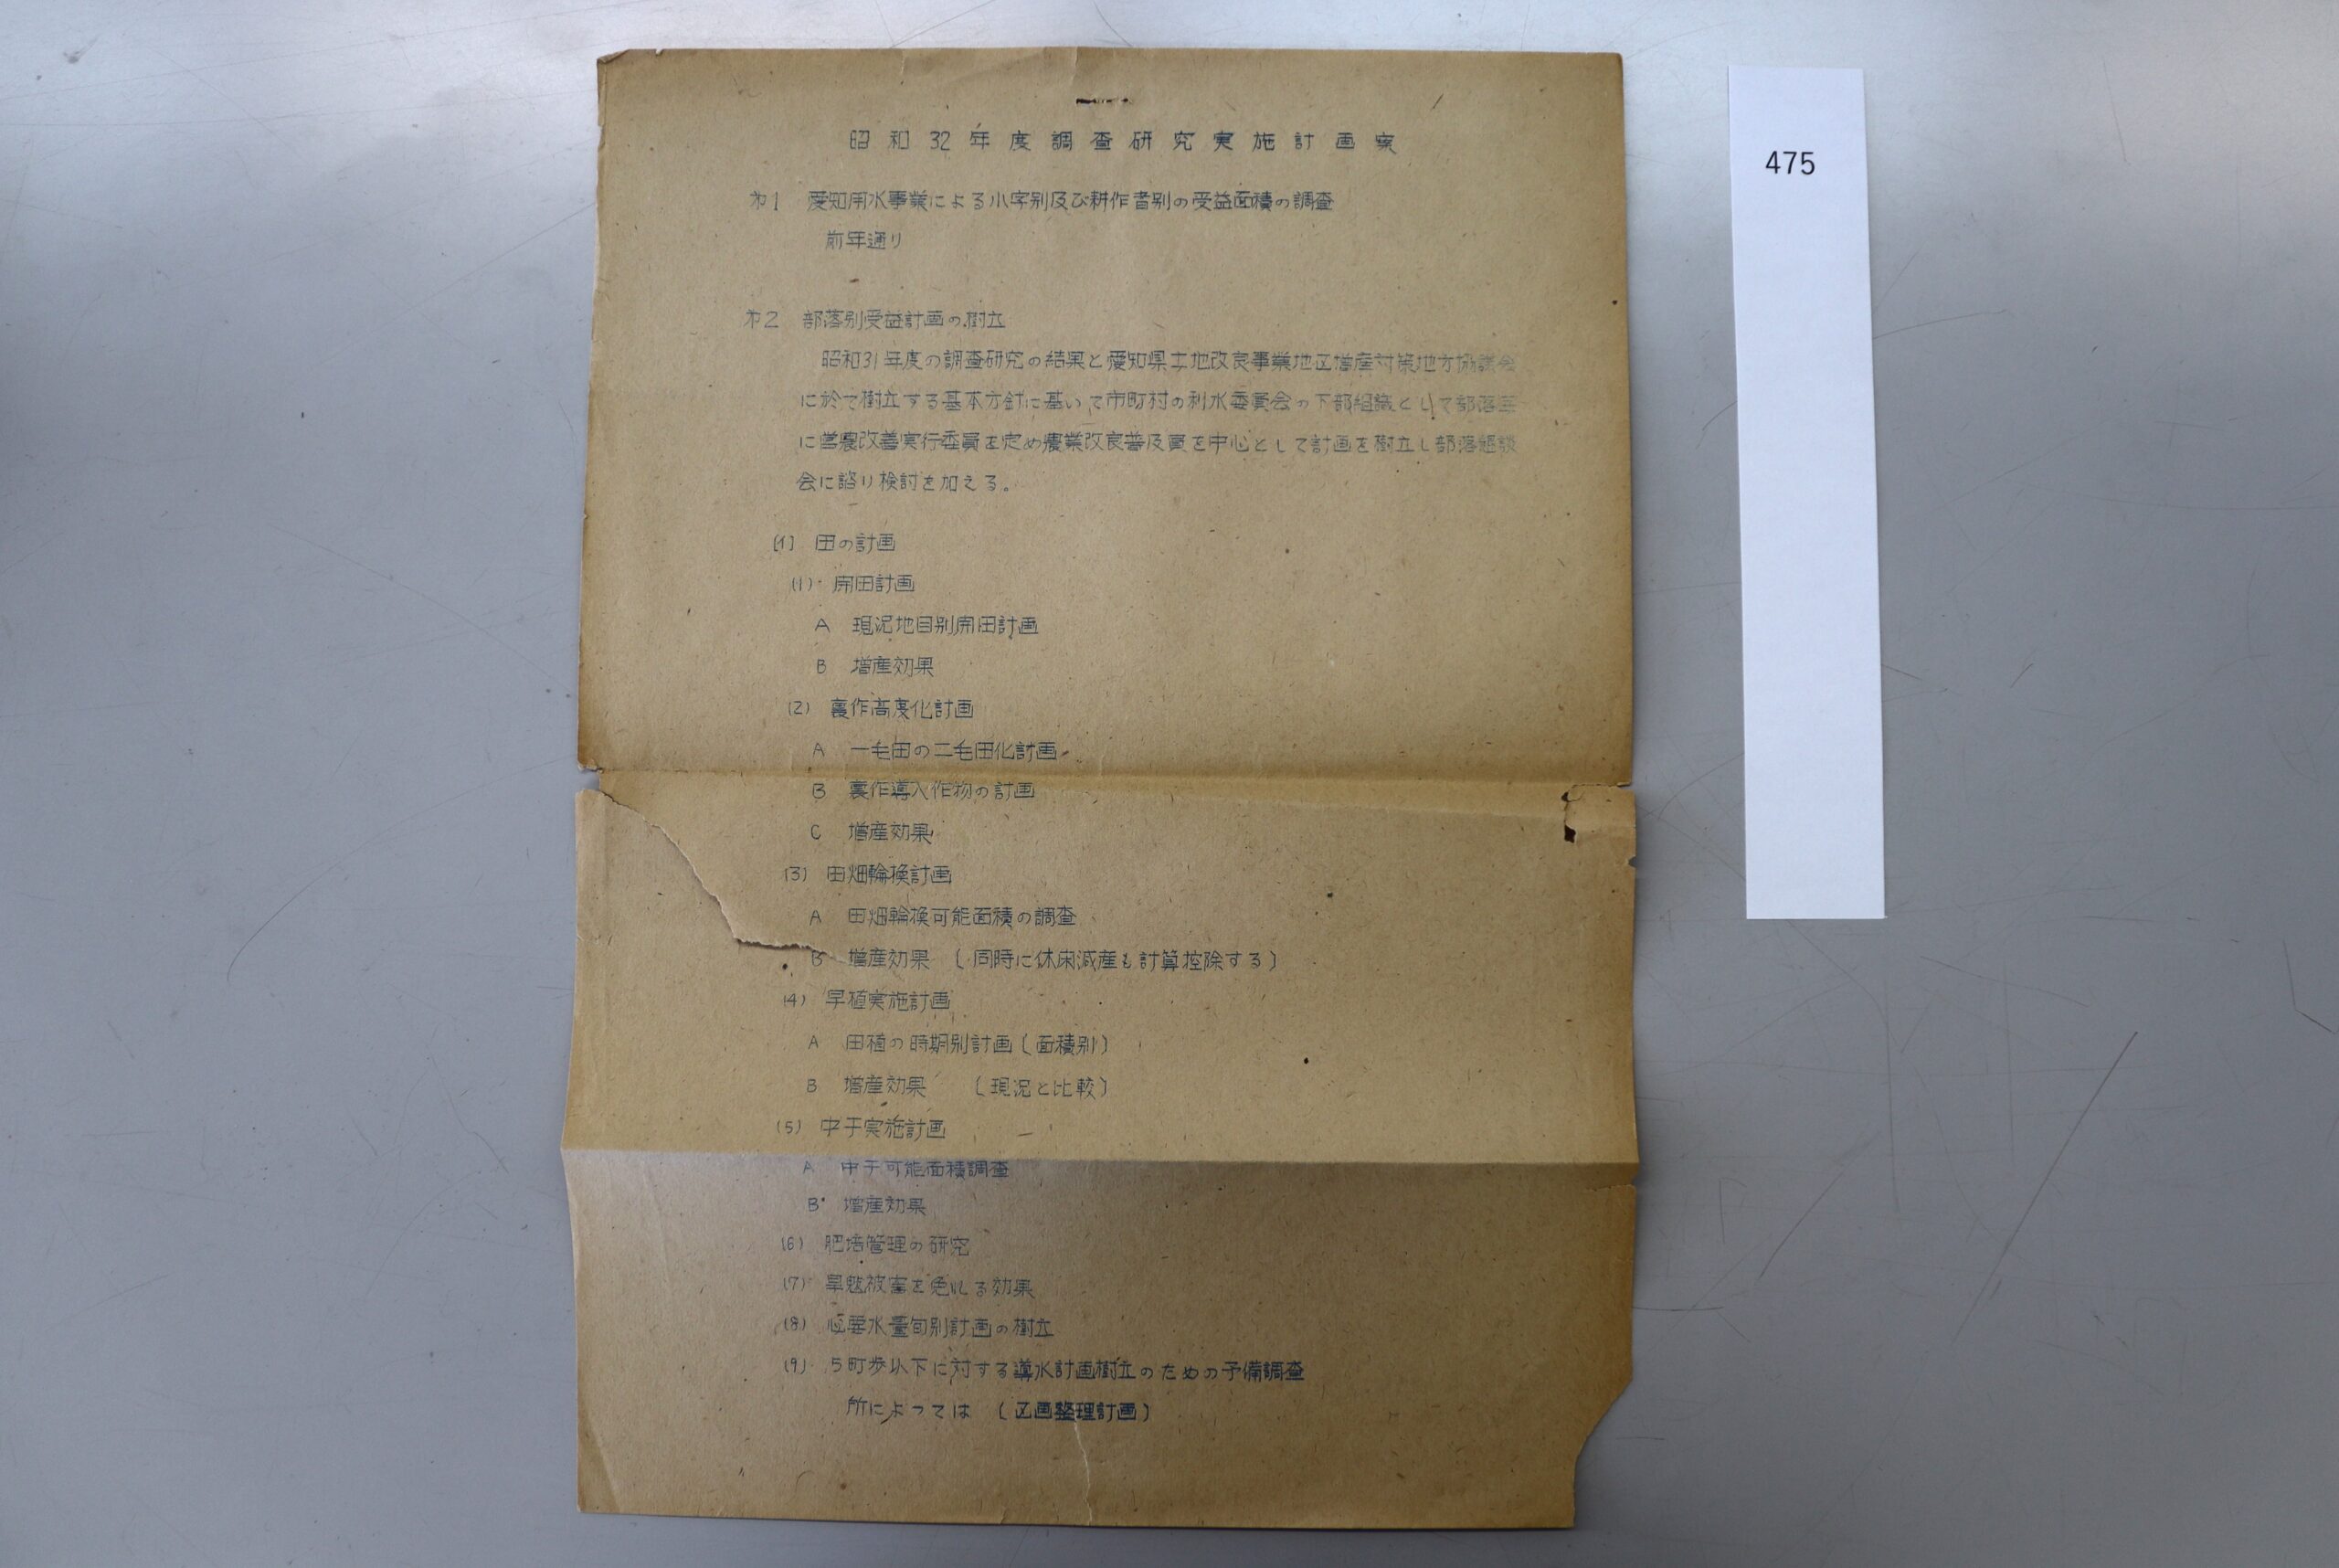 昭和32年度調査研究実施計画案
才1 愛知用水事業による小字別及び耕作者別の受益面積の調査
前年通り
才2 部落別受益計画の樹立
昭和31年度の調査研究の結果と愛知県土地改良事業地区増産対策地方協議会
に於て樹立する基本方針に基いて市町村の利水委員会の下部組織として部落毎
に営農改善実行委員を定め農業改良普及員を中心として計画を樹立し部落懇談
会に諮り検討を加える。
〔1〕 田の計画
(1) 開田計画
A 現況地目別開田計画
B 増産効果
(2) 裏作高度化計画
A 一毛田の二毛田化計画
B 裏作導入作物の計画
C 増産効果
(3) 田畑輪換計画
A 田畑輪換可能面積の調査
B 増産効果 (同時に休床減産も計算控除する)
(4) 早植実施計画
A 田植の時期別計画(面積別)
B 増産効果 (現況と比較)
(5) 中干実施計画
A 中干可能面積調査
B 増産効果
(6) 肥培管理の研究
(7) 旱魃被害を免れる効果
(8) 必要水量旬別計画の樹立
(9) 5町歩以下に対する導水計画樹立のための予備調査
所によっては (区画整理計画)
475